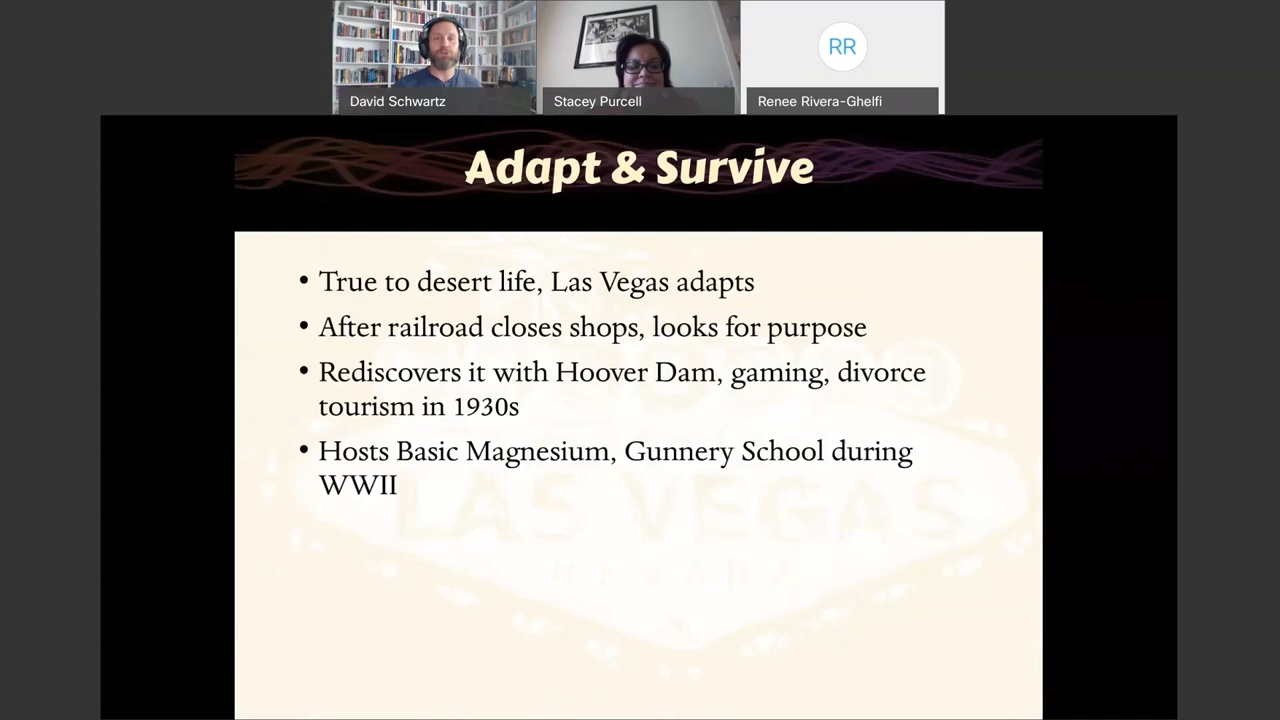 RR
David Schwartz
Stacey Purcell
Renee Rivera-Ghelfi
Adapt & Survive
• True to desert life, Las Vegas adapts
• After railroad closes shops, looks for purpose
• Rediscovers it with Hoover Dam, gaming, divorce
tourism in 1930s
• Hosts Basic Magnesium, Gunnery School during
WWII
LAS VEGAS
NEVADA